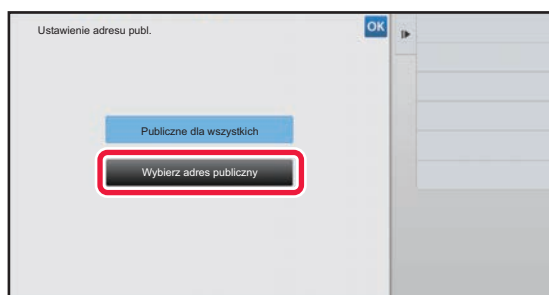 Ustawienie adresu publ.
OK
Publiczne dla wszystkich
Wybierz adres publiczny